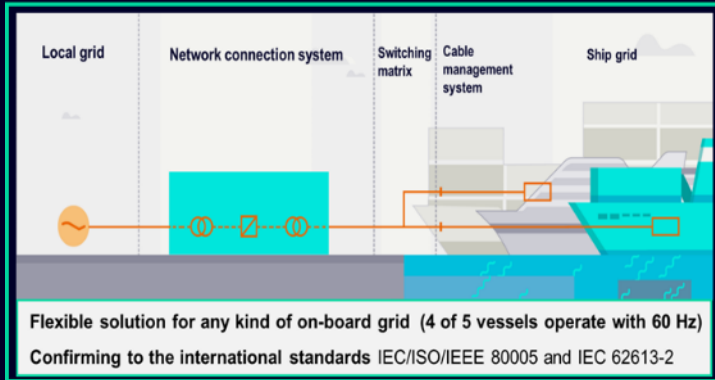 Local grid
Network connection system
Switching
matrix
Cable
management
system
Ship grid
Flexible solution for any kind of on-board grid (4 of 5 vessels operate with 60 Hz)
Confirming to the international standards IEC/ISO/IEEE 80005 and IEC 62613-2